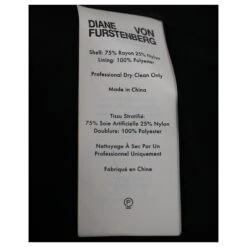 DIANE VON
FURSTENBERG
Shell: 75% Rayon 25% Nylon
Lining: 100% Polyester
Professional Dry Clean Only
Made in China
Tissu Stratifié:
75% Soie Artificielle 25% Nylon
Doublure: 100% Polyester
Nettoyage À Sec Par Un
Professionnel Uniquement
Fabriqué en Chine
P